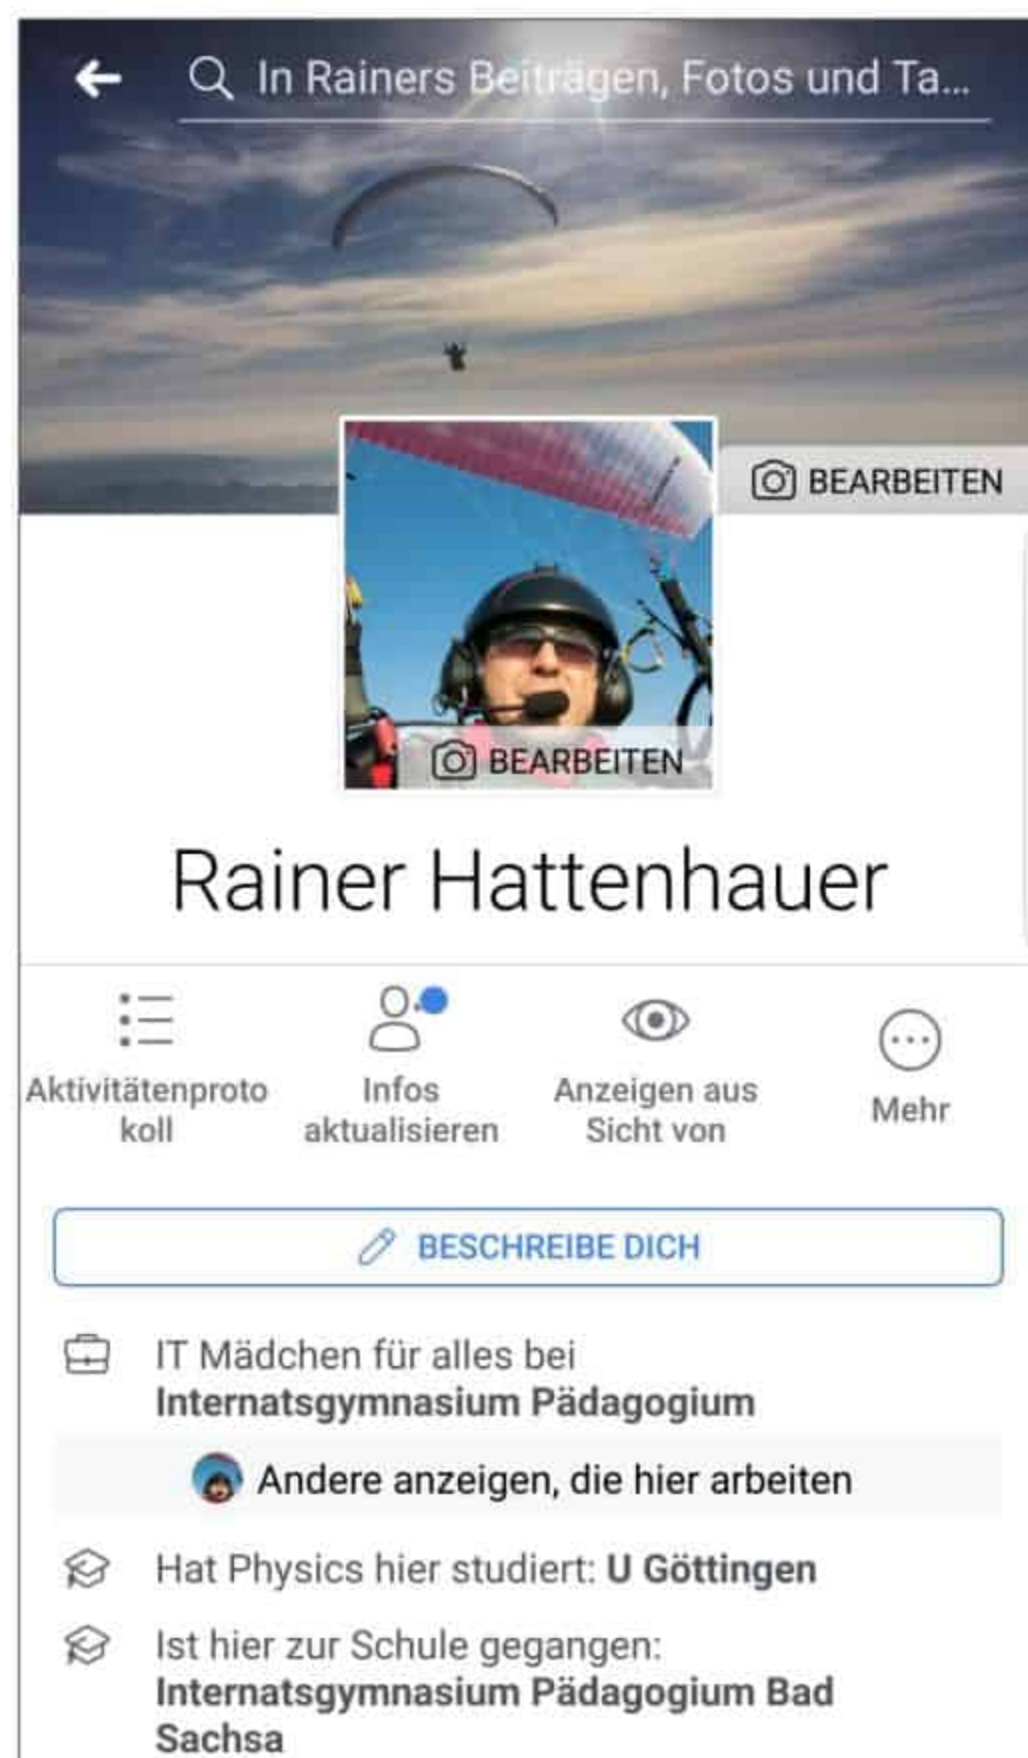 In Rainers Beiträgen, Fotos und Ta...
BEARBEITEN
BEARBEITEN
Rainer Hattenhauer
Aktivitätenproto
koll
Infos
aktualisieren
Anzeigen aus
Sicht von
Mehr
BESCHREIBE DICH
IT Mädchen für alles bei
Internatsgymnasium Pädagogium
Andere anzeigen, die hier arbeiten
Hat Physics hier studiert: U Göttingen
Ist hier zur Schule gegangen:
Internatsgymnasium Pädagogium Bad
Sachsa